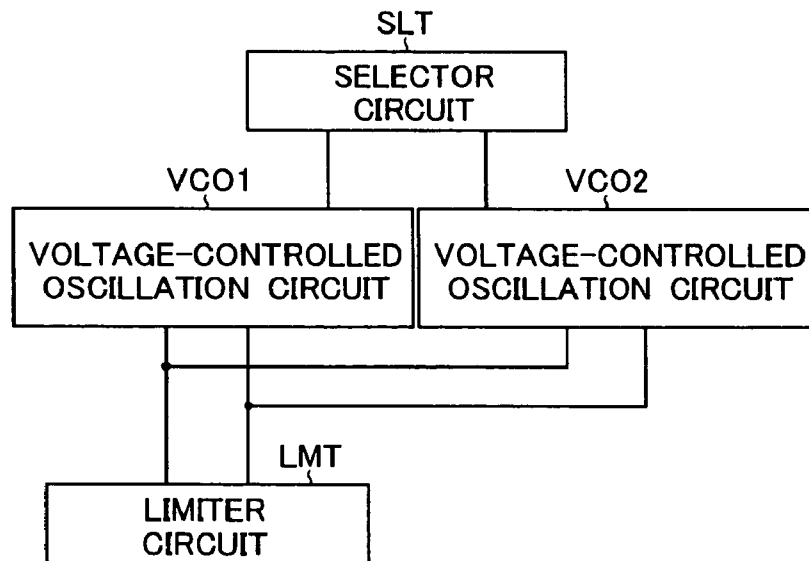 SLT
SELECTOR
CIRCUIT
VCO1
VCO2
VOLTAGE-CONTROLLED
OSCILLATION CIRCUIT
VOLTAGE-CONTROLLED
OSCILLATION CIRCUIT
LMT
LIMITER
CIRCUIT